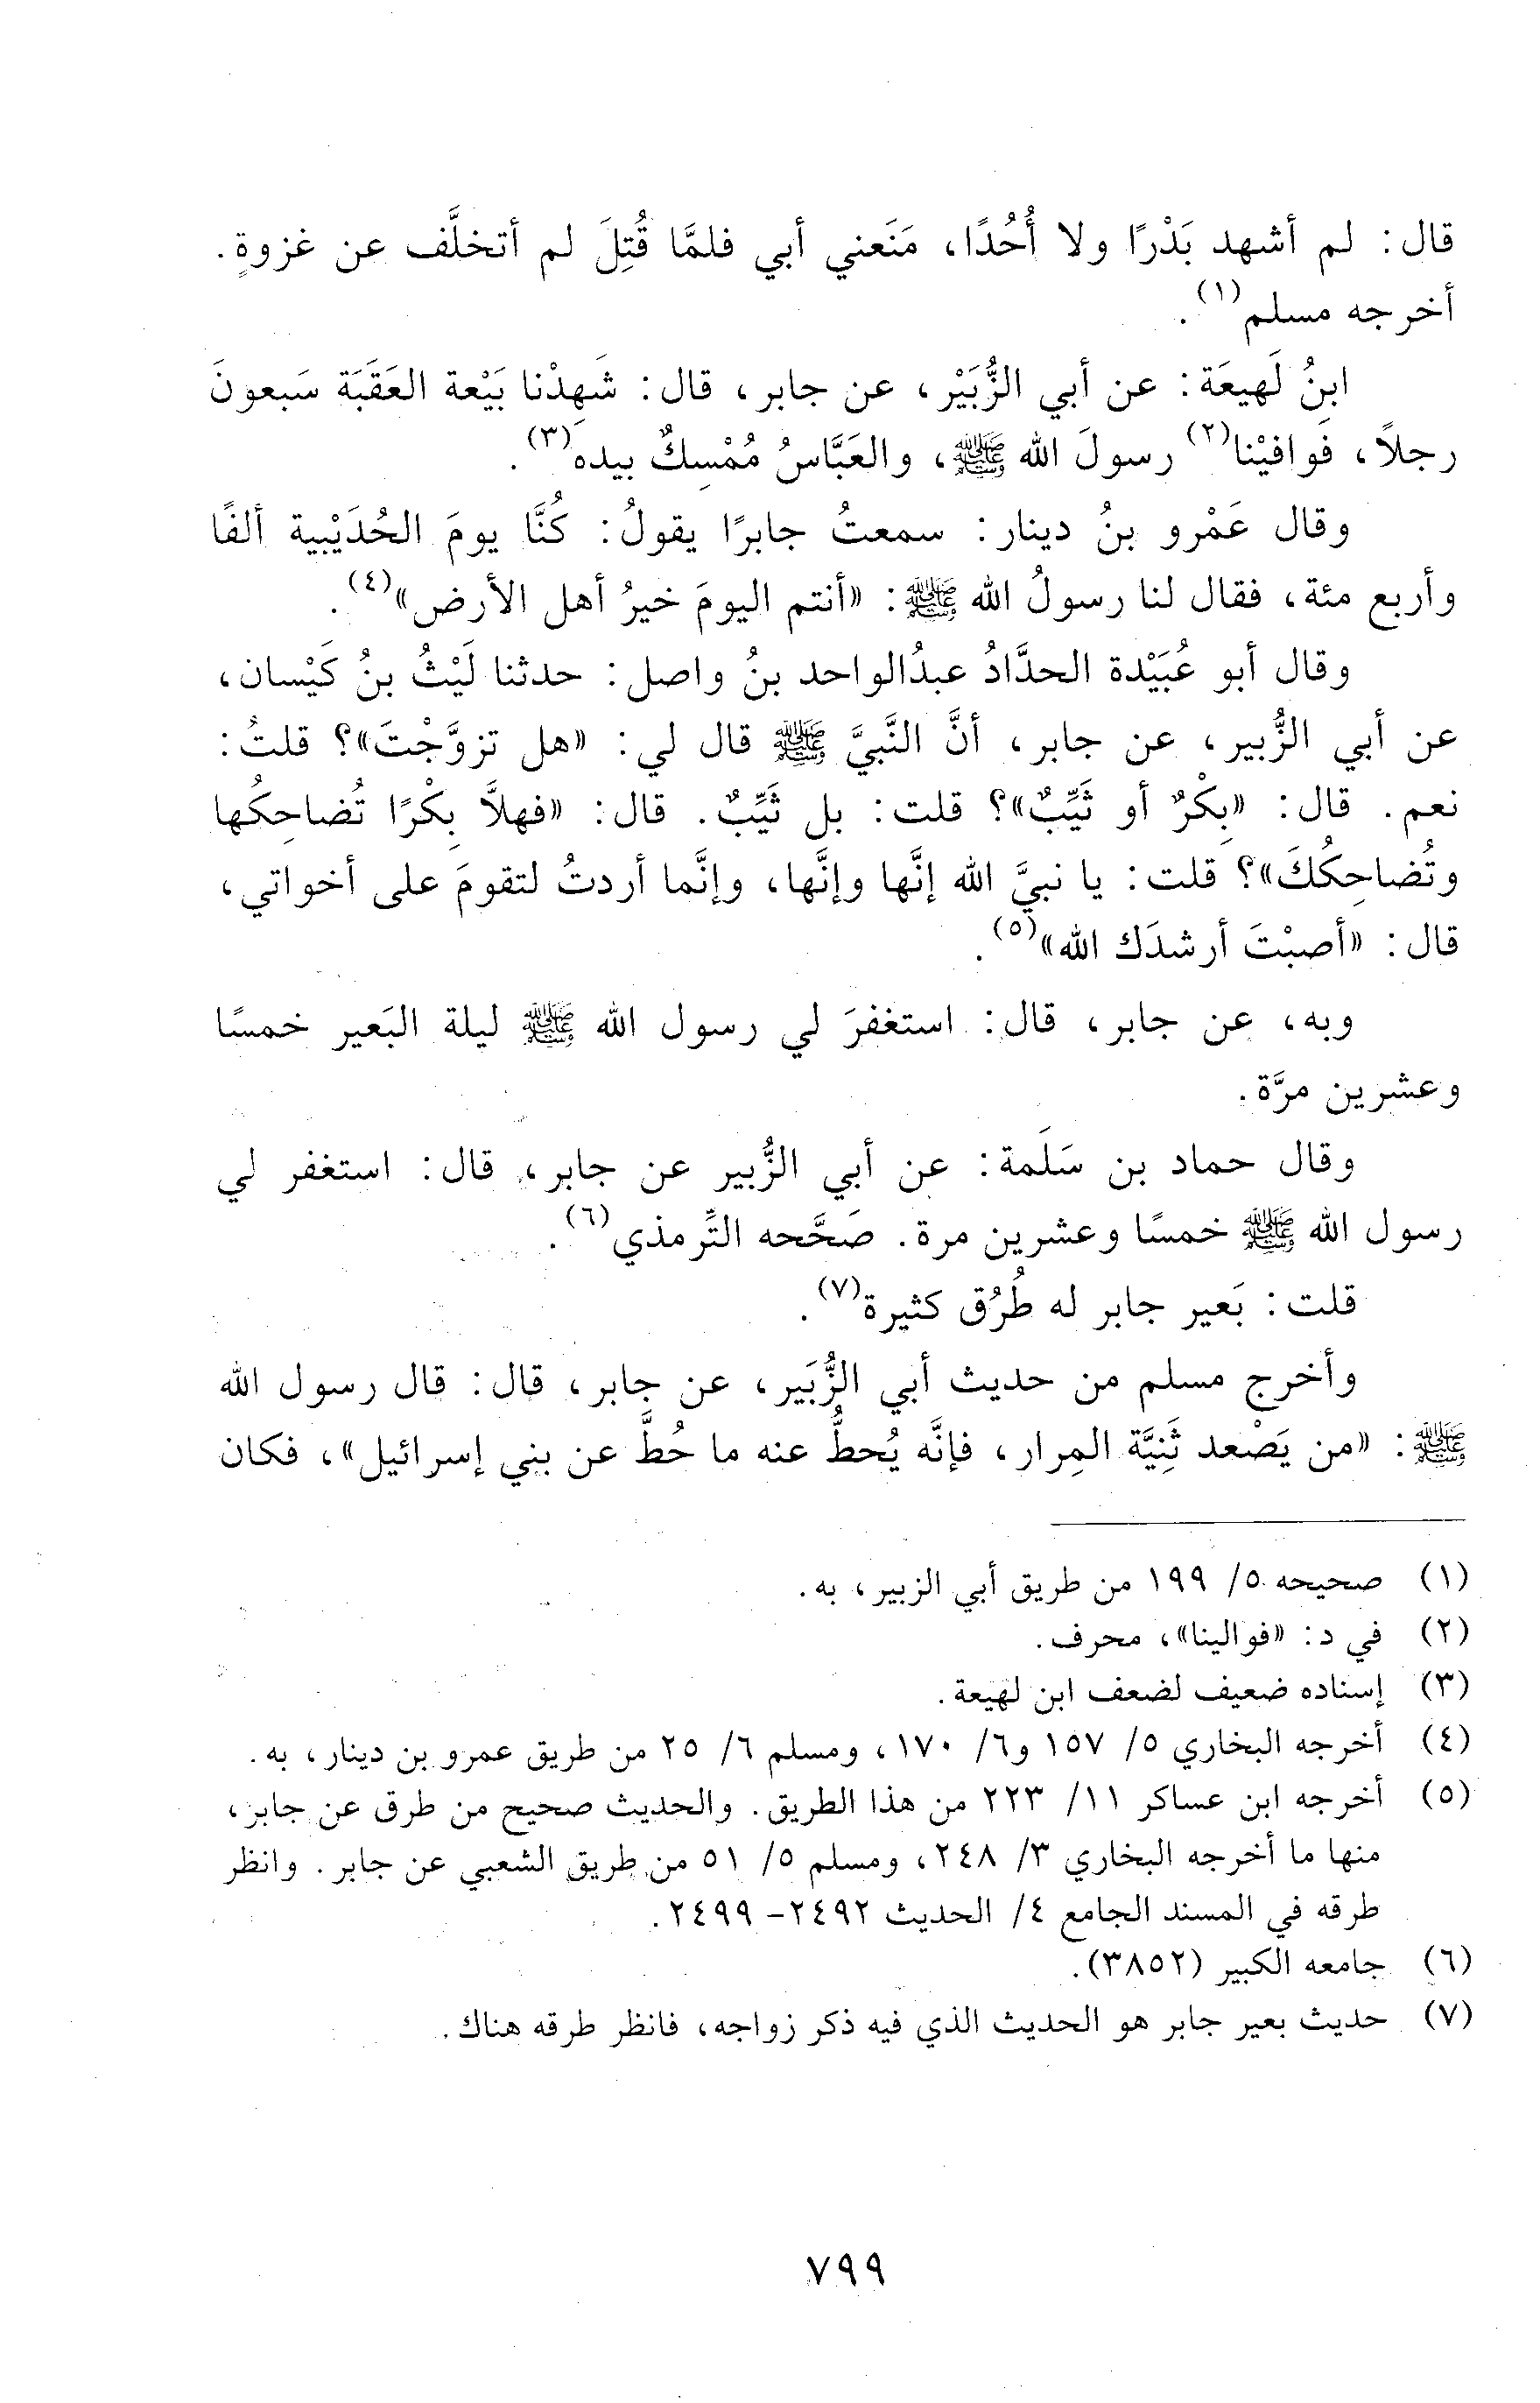 قال: لم أشهد بَدْرًا ولا أُحُدًا، مَنَعني أبي فلمَّا قُتِلَ لم أتخلَّف عن غزوةٍ.
أخرجه مسلم(١).
ابنُ لَهيعَة: عن أبي الزُّبَيْر، عن جابر، قال: شَهِدْنا بَيْعة العَقَبَة سَبعونَ
رجلاً، فَوافيْنا(٢) رسولَ الله ﷺ، والعَبَّاسُ مُمْسِكٌ بيدهِ(٣).
وقال عَمْرو بنُ دينار: سمعتُ جابرًا يقولُ: كُنَّا يومَ الحُدَيْبية ألفًا
وأربع مئة، فقال لنا رسولُ الله ﷺ: «أنتم اليومَ خيرُ أهل الأرض»(٤).
وقال أبو عُبَيْدة الحدَّادُ عبدُالواحد بنُ واصل: حدثنا لَيْثُ بنُ كَيْسان،
عن أبي الزُّبير، عن جابر، أنَّ النَّبيَّ ﷺ قال لي: «هل تزوَّجْتَ»؟ قلتُ:
نعم. قال: «بِكْرٌ أو ثَيِّبٌ»؟ قلت: بل ثَيِّبٌ. قال: «فهلاَّ بِكْرًا تُضاحِكُها
وتُضاحِكُكَ»؟ قلت: يا نبيَّ الله إنَّها وإنَّها، وإنَّما أردتُ لتقومَ على أخواتي،
قال: «أصبْتَ أرشدَك الله»(٥).
وبه، عن جابر، قال: استغفرَ لي رسول الله ﷺ ليلة البَعير خمسًا
وعشرين مرَّة.
وقال حماد بن سَلَمة: عن أبي الزُّبير عن جابر، قال: استغفر لي
رسول الله ﷺ خمسًا وعشرين مرة. صَحَّحه التِّرمذي(٦).
قلت: بَعير جابر له طُرُق كثيرة(٧).
وأخرج مسلم من حديث أبي الزُّبَير، عن جابر، قال: قال رسول الله
ﷺ: «من يَصْعد ثَنِيَّة المِرار، فإنَّه يُحطُّ عنه ما حُطَّ عن بني إسرائيل»، فكان
(١) صحيحه ٥/ ١٩٩ من طريق أبي الزبير، به.
(٢) في د: «فوالينا»، محرف.
(٣) إسناده ضعيف لضعف ابن لهيعة.
(٤) أخرجه البخاري ٥/ ١٥٧ و٦/ ١٧٠، ومسلم ٦/ ٢٥ من طريق عمرو بن دينار، به.
(٥) أخرجه ابن عساكر ١١/ ٢٢٣ من هذا الطريق. والحديث صحيح من طرق عن جابر،
منها ما أخرجه البخاري ٣/ ٢٤٨، ومسلم ٥/ ٥١ من طريق الشعبي عن جابر. وانظر
طرقه في المسند الجامع ٤/ الحديث ٢٤٩٢- ٢٤٩٩.
(٦) جامعه الكبير (٣٨٥٢).
(٧) حديث بعير جابر هو الحديث الذي فيه ذكر زواجه، فانظر طرقه هناك.
٧٩٩